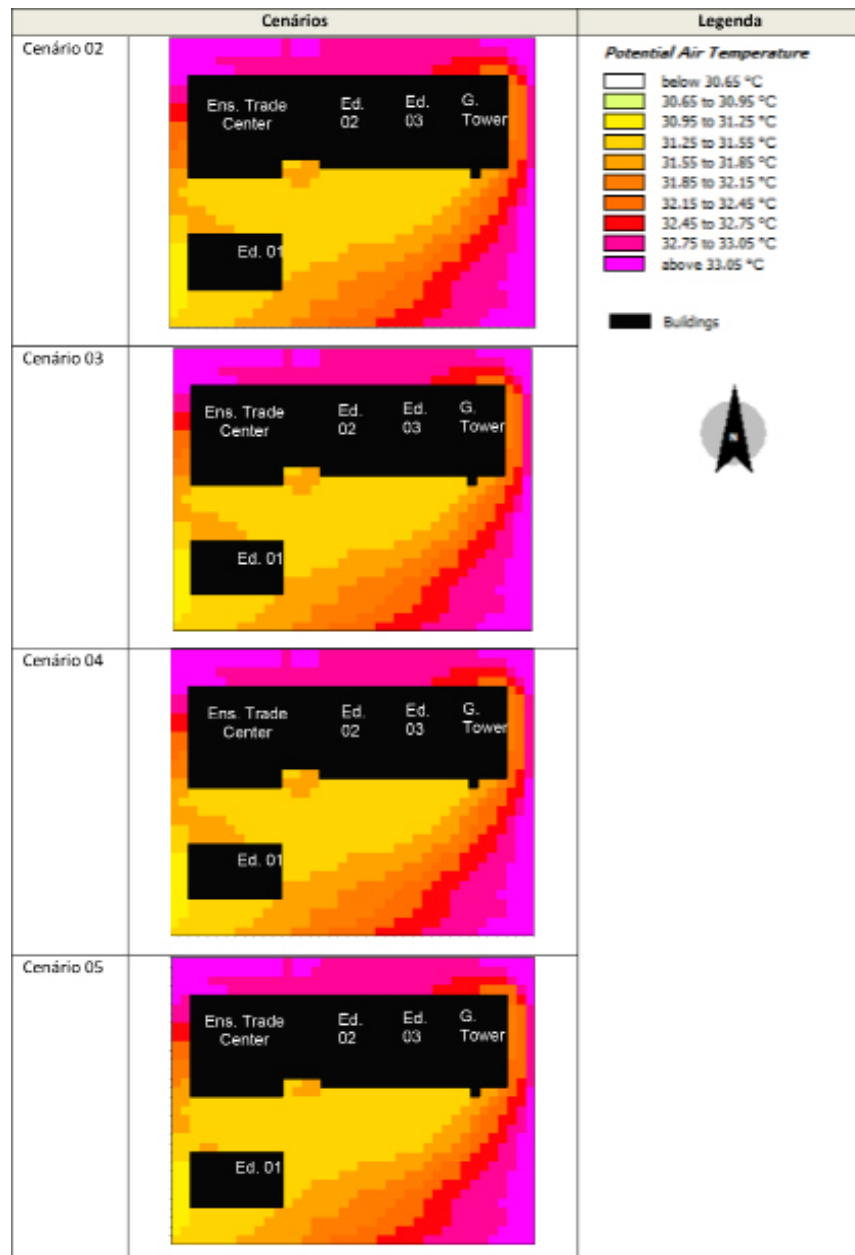 Cenários
Legenda
Cenário 02
Ens. Trade
Center
Ed.
02
Ed.
03
G.
Tower
Ed. 01
Potential Air Temperature
below 30.65 °C
30.65 to 30.95 °C
30.95 to 31.25 °C
31.25 to 31.55 °C
31.55 to 31.85 °C
31.85 to 32.15 °C
32.15 to 32.45 °C
32.45 to 32.75 °C
32.75 to 33.05 °C
above 33.05 °C
Buildings
Cenário 03
Ens. Trade
Center
Ed.
02
Ed.
03
G.
Tower
Ed. 01
Cenário 04
Ens. Trade
Center
Ed.
02
Ed.
03
G.
Tower
Ed. 01
Cenário 05
Ens. Trade
Center
Ed.
02
Ed.
03
G.
Tower
Ed. 01